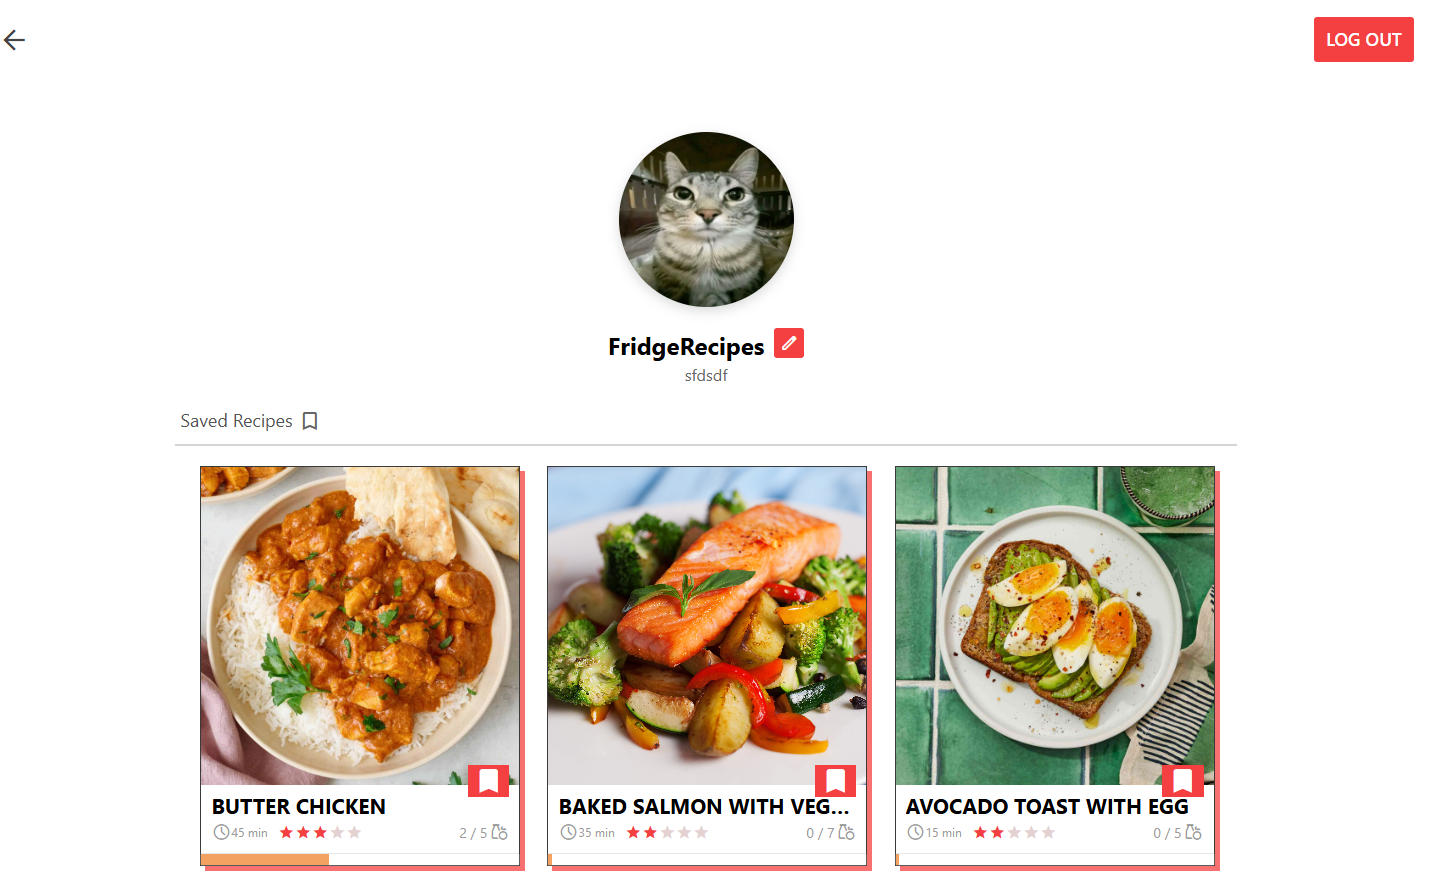 LOG OUT
FridgeRecipes
sfdsdf
Saved Recipes
BUTTER CHICKEN
45 min
2 / 5
BAKED SALMON WITH VEG...
35 min
0 / 7
AVOCADO TOAST WITH EGG
15 min
0 / 5